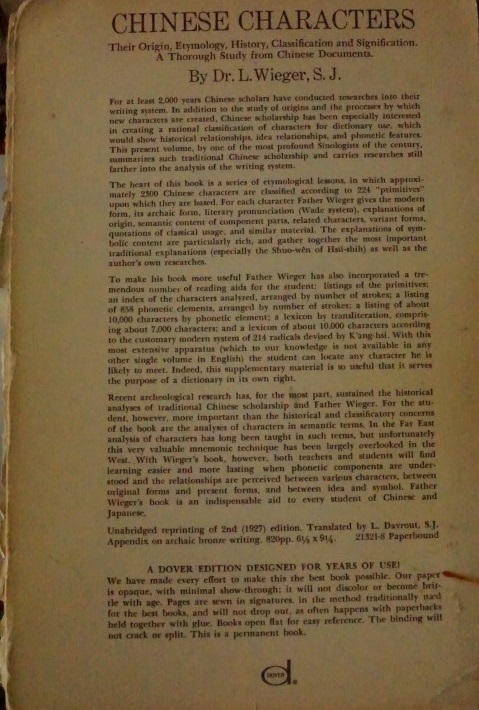 CHINESE CHARACTERS
Their Origin, Etymology, History, Classification and Signification.
A Thorough Study from Chinese Documents.
By Dr. L. Wieger, S. J.
For at least 2,000 years Chinese scholars have conducted researches into their
writing system. In addition to the study of origins and the processes by which
new characters are created, Chinese scholarship has been especially interested
in creating a rational classification of characters for dictionary use, which
would show historical relationships, idea relationships, and phonetic features.
This present volume, by one of the most profound Sinologists of the century,
summarizes such traditional Chinese scholarship and carries researches still
farther into the analysis of the writing system.
The heart of this book is a series of etymological lessons, in which approxi-
mately 2300 Chinese characters are classified according to 224 "primitives"
upon which they are based. For each character Father Wieger gives the modern
form, its archaic form, literary pronunciation (Wade system), explanations of
origin, semantic content of component parts, related characters, variant forms,
quotations of classical usage, and similar material. The explanations of sym-
bolic content are particularly rich, and gather together the most important
traditional explanations (especially the Shuo-wên of Hsü-shih) as well as the
author's own researches.
To make his book more useful Father Wieger has also incorporated a tre-
mendous number of reading aids for the student: listings of the primitives;
an index of the characters analyzed, arranged by number of strokes; a listing
of 858 phonetic elements, arranged by number of strokes; a listing of about
10,000 characters by phonetic element; a lexicon by transliteration, compris-
ing about 7,000 characters; and a lexicon of about 10,000 characters according
to the customary modern system of 214 radicals devised by K'ang-hsi. With this
most extensive apparatus (which to our knowledge is not available in any
other single volume in English) the student can locate any character he is
likely to meet. Indeed, this supplementary material is so useful that it serves
the purpose of a dictionary in its own right.
Recent archeological research has, for the most part, sustained the historical
analyses of traditional Chinese scholarship and Father Wieger. For the stu-
dent, however, more important than the historical and classificatory concerns
of the book are the analyses of characters in semantic terms. In the Far East
analysis of characters has long been taught in such terms, but unfortunately
this very valuable mnemonic technique has been largely overlooked in the
West. With Wieger's book, however, both teachers and students will find
learning easier and more lasting when phonetic components are under-
stood and the relationships are perceived between various characters, between
original forms and present forms, and between idea and symbol. Father
Wieger's book is an indispensable aid to every student of Chinese and
Japanese.
Unabridged reprinting of 2nd (1927) edition. Translated by L. Davrout, S.J.
Appendix on archaic bronze writing. 820pp. 6⅛ x 9¼. 21321-8 Paperbound
A DOVER EDITION DESIGNED FOR YEARS OF USE!
We have made every effort to make this the best book possible. Our paper
is opaque, with minimal show-through; it will not discolor or become brit-
tle with age. Pages are sewn in signatures, in the method traditionally used
for the best books, and will not drop out, as often happens with paperbacks
held together with glue. Books open flat for easy reference. The binding will
not crack or split. This is a permanent book.
DOVER